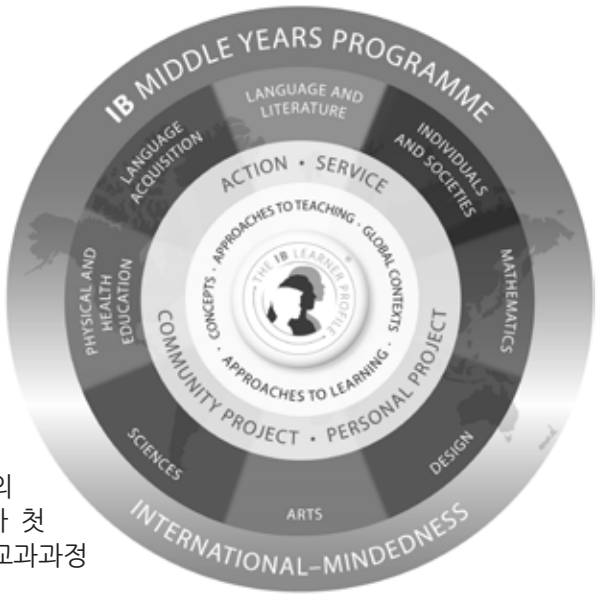 IB MIDDLE YEARS PROGRAMME
LANGUAGE AND
LITERATURE
INDIVIDUALS
AND SOCIETIES
MATHEMATICS
DESIGN
ARTS
SCIENCES
PHYSICAL AND
HEALTH
EDUCATION
LANGUAGE
ACQUISITION
ACTION • SERVICE
PERSONAL PROJECT
• COMMUNITY PROJECT
APPROACHES TO TEACHING •
GLOBAL CONTEXTS •
APPROACHES TO LEARNING •
CONCEPTS •
THE IB LEARNER PROFILE
®
INTERNATIONAL–MINDEDNESS
의
첫
교과과정